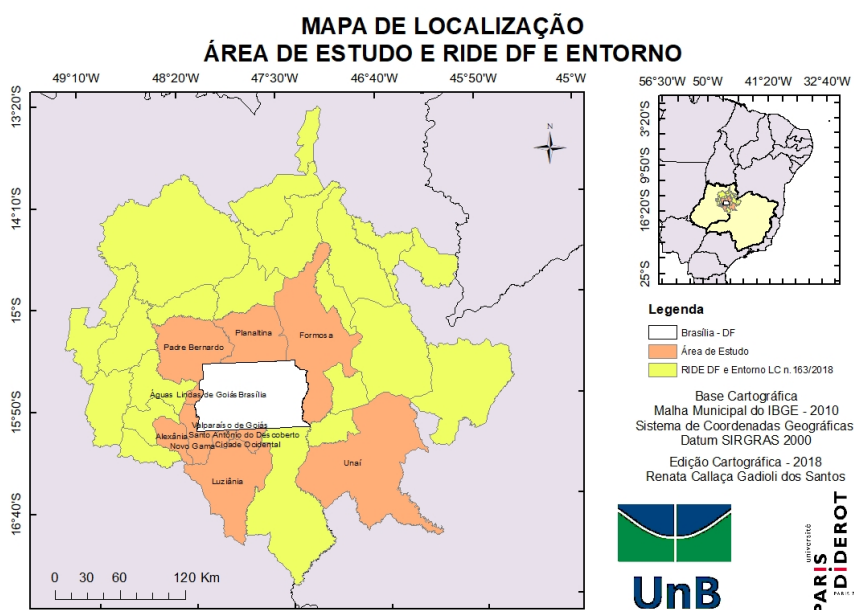 MAPA DE LOCALIZAÇÃO
ÁREA DE ESTUDO E RIDE DF E ENTORNO
49°10'W 48°20'W 47°30'W 46°40'W 45°50'W 45°W
13°20'S
14°10'S
15°S
15°50'S
16°40'S
N
Planaltina
Formosa
Padre Bernardo
Águas Lindas de Goiás
Brasília
Valparaíso de Goiás
Alexânia
Santo Antônio do Descoberto
Novo Gama
Cidade Ocidental
Luziânia
Unaí
0 30 60 120 Km
56°30'W 50°W 41°20'W 32°40'W
3°20'S
9°50'S
16°20'S
25°S
Legenda
Brasília - DF
Área de Estudo
RIDE DF e Entorno LC n. 163/2018
Base Cartográfica
Malha Municipal do IBGE - 2010
Sistema de Coordenadas Geográficas
Datum SIRGRAS 2000
Edição Cartográfica - 2018
Renata Callaça Gadioli dos Santos
UnB
université
PARIS
DIDEROT
PARIS 7